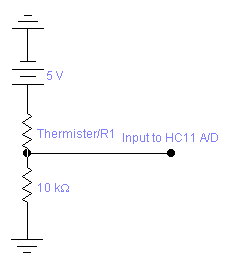 5 V
Thermister/R1
Input to HC11 A/D
10 kΩ